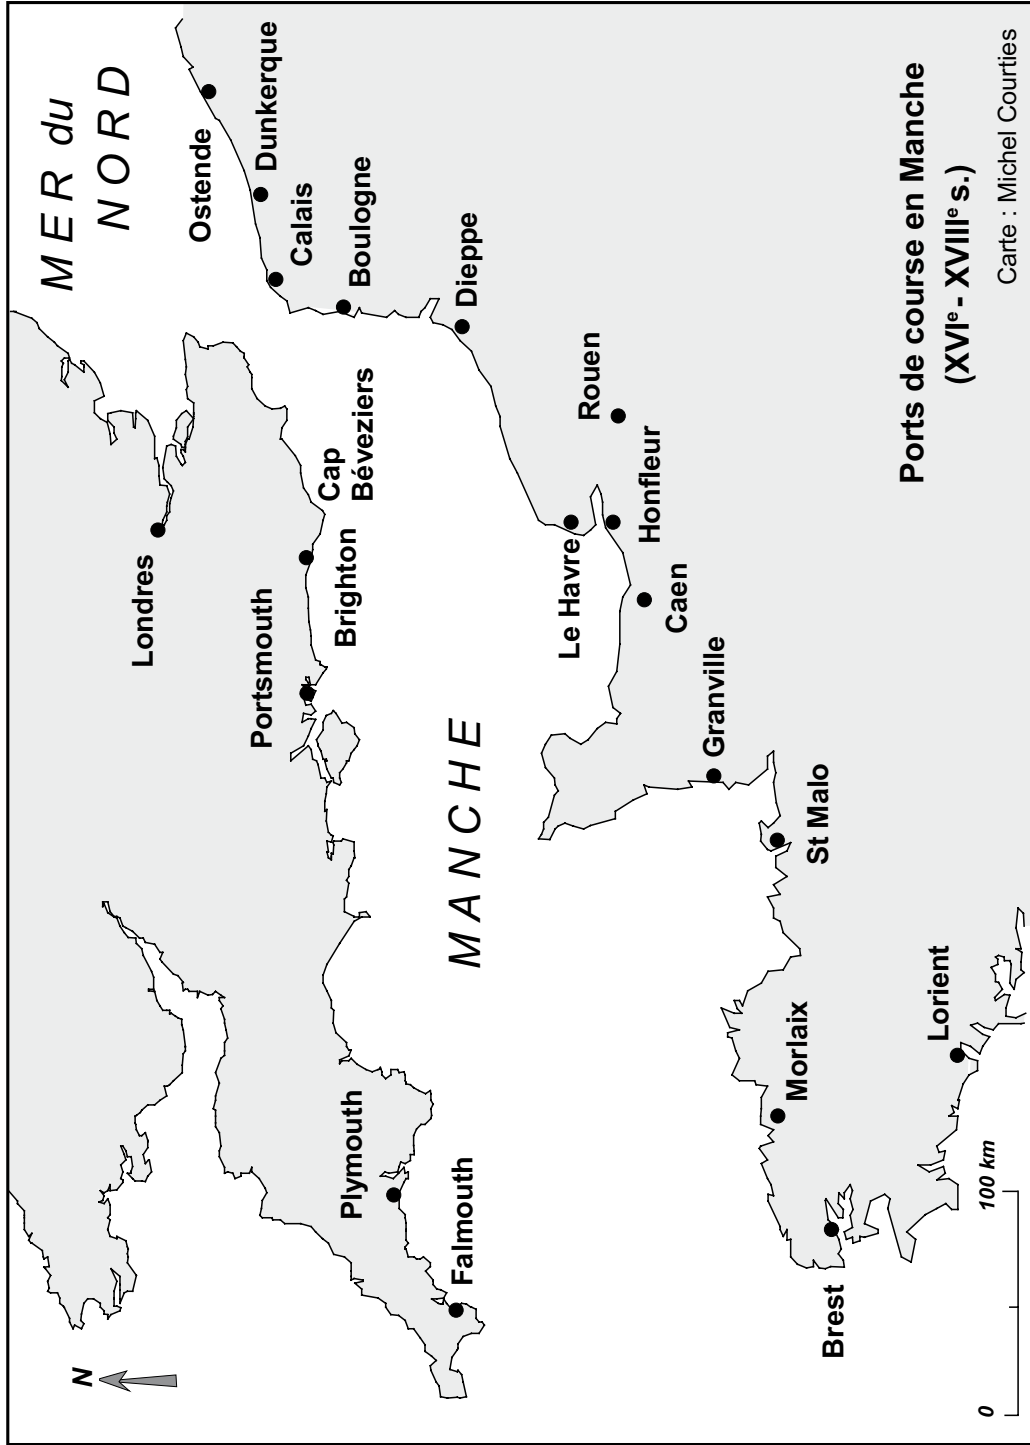 MER du
NORD
Ostende
Dunkerque
Calais
Boulogne
Dieppe
Londres
Portsmouth
Brighton
Cap
Béveziers
Rouen
Le Havre
Honfleur
Caen
MANCHE
Plymouth
Falmouth
Granville
St Malo
Morlaix
Brest
Lorient
N
0
100 km
Ports de course en Manche
(XVIe - XVIIIe s.)
Carte : Michel Courties